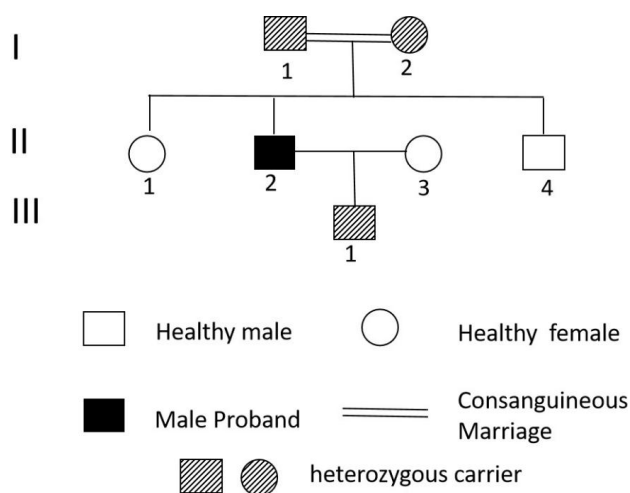 I
1 2
II
1 2 3 4
III
1
Healthy male Healthy female
Male Proband Consanguineous
Marriage
heterozygous carrier